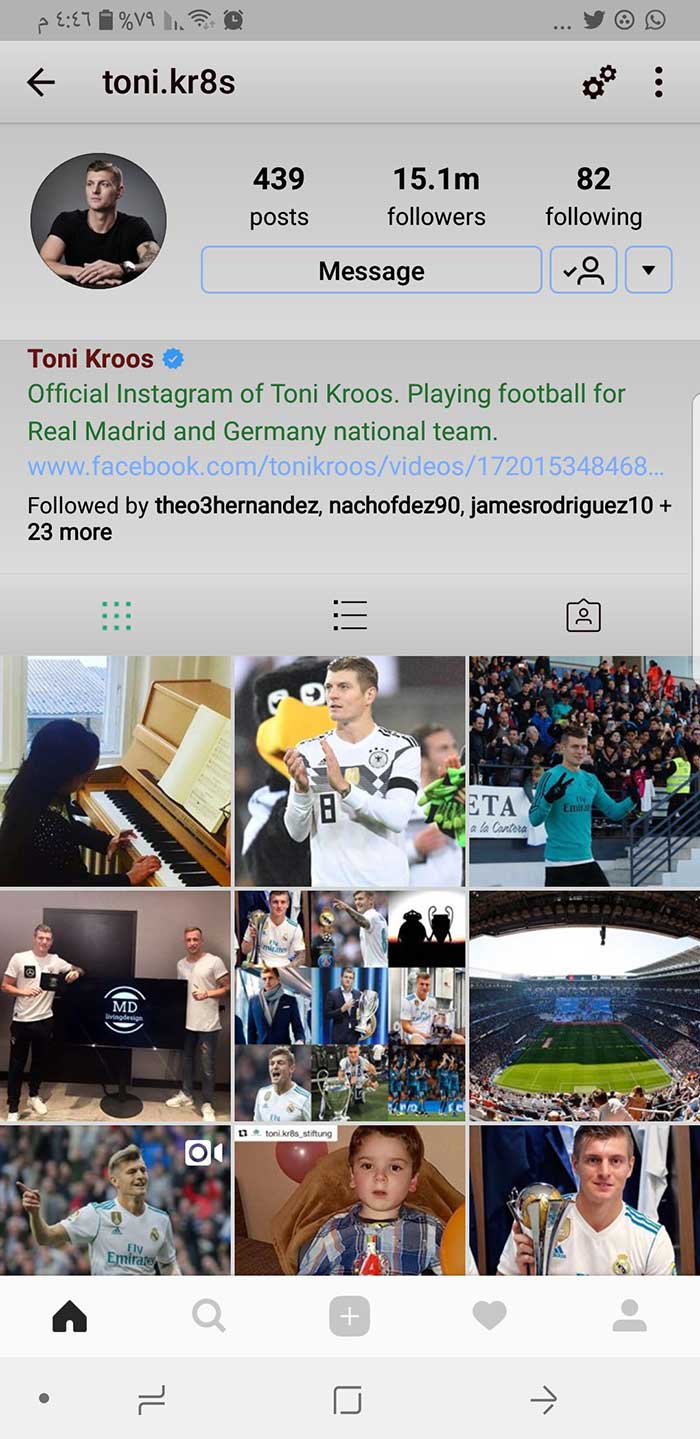 م ٤:٤٦ %٧٩ ...
toni.kr8s
439 15.1m 82
posts followers following
Message
Toni Kroos
Official Instagram of Toni Kroos. Playing football for
Real Madrid and Germany national team.
www.facebook.com/tonikroos/videos/172015348468...
Followed by theo3hernandez, nachofdez90, jamesrodriguez10 +
23 more
8
ETA
a la Cantera
Fly
Emirates
MD
livingdesign
Fly
Emirates
toni.kr8s_stiftung